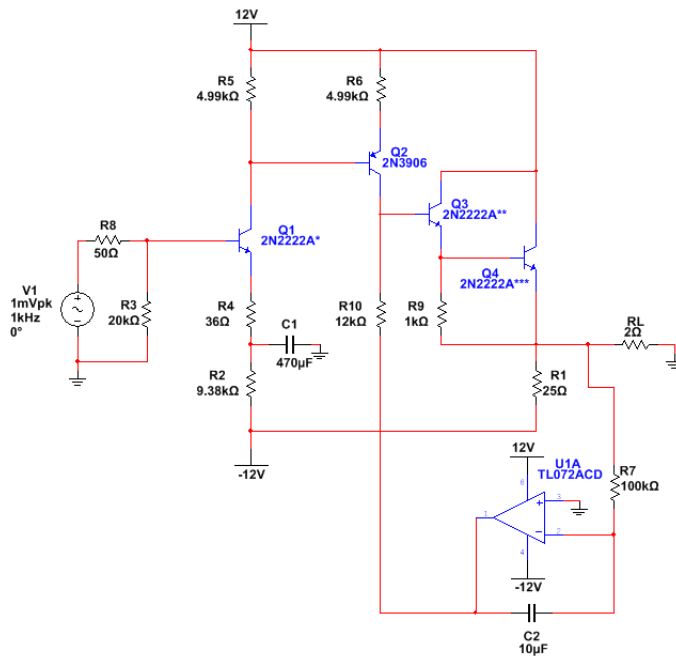 12V
R5
4.99kΩ
R6
4.99kΩ
Q2
2N3906
Q3
2N2222A**
R8
50Ω
Q1
2N2222A*
Q4
2N2222A***
V1
1mVpk
1kHz
0°
R3
20kΩ
R4
36Ω
R10
12kΩ
R9
1kΩ
RL
2Ω
C1
470µF
R2
9.38kΩ
R1
25Ω
-12V
12V
U1A
TL072ACD
R7
100kΩ
6
1
3
2
4
-12V
C2
10µF